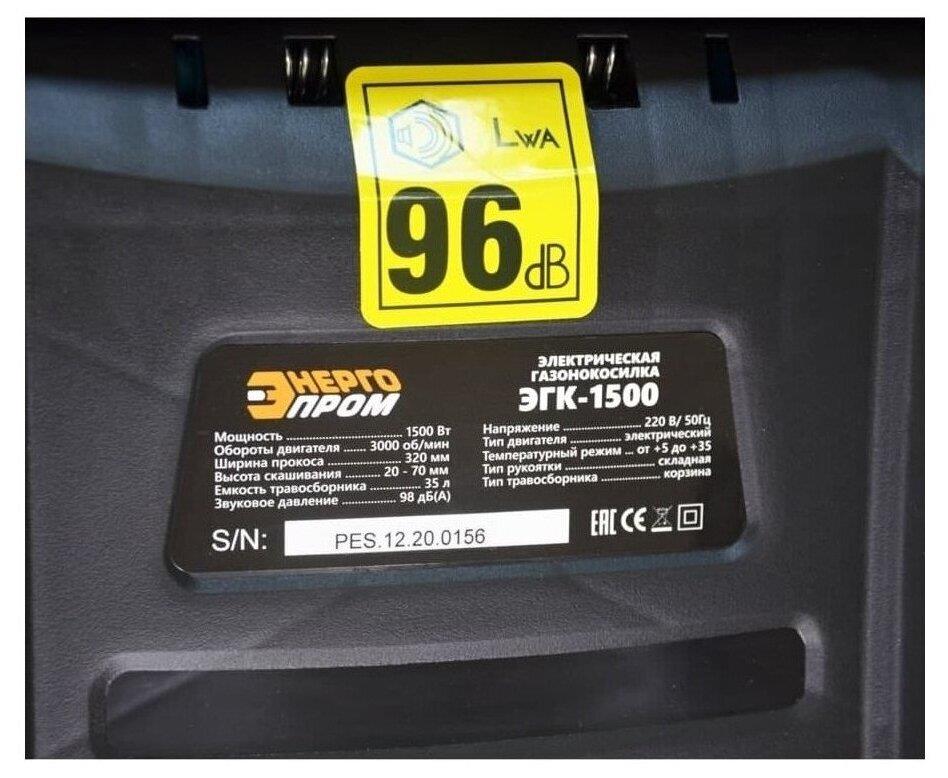 LWA
96 dB
ЭНЕРГО
ПРОМ
ЭЛЕКТРИЧЕСКАЯ
ГАЗОНОКОСИЛКА
ЭГК-1500
Мощность ........ 1500 Вт
Обороты двигателя ...... 3000 об/мин
Ширина прокоса ........ 320 мм
Высота скашивания ........ 20 - 70 мм
Емкость травосборника ........ 35 л
Звуковое давление ........ 98 дБ(А)
Напряжение ........ 220 В/ 50Гц
Тип двигателя ........ электрический
Температурный режим ... от +5 до +35
Тип рукоятки ........ складная
Тип травосборника ........ корзина
S/N: PES.12.20.0156
EAC CE